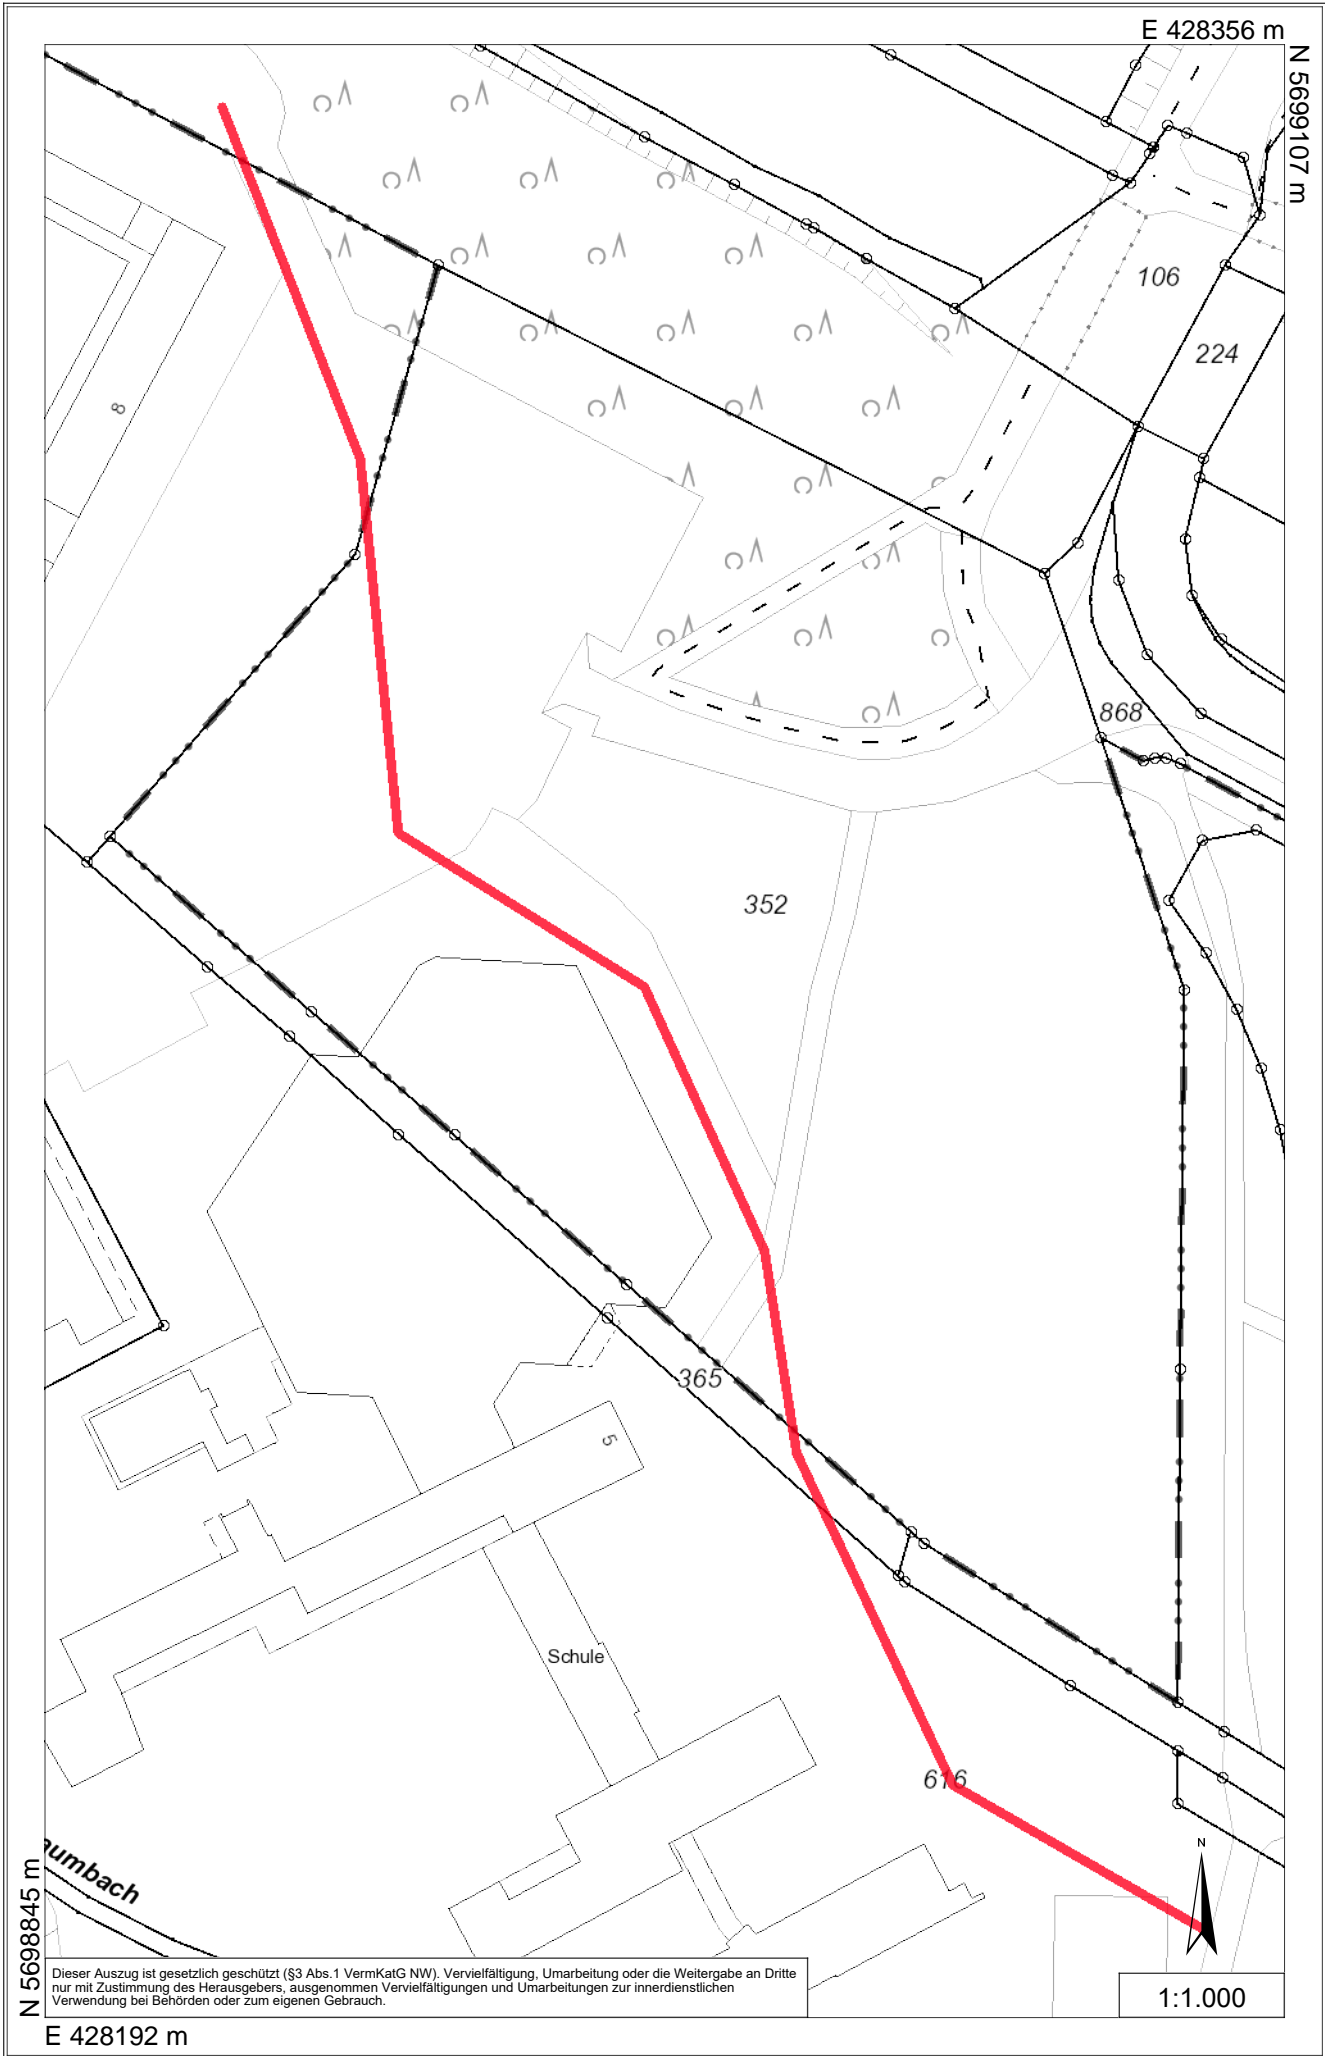 E 428356 m
N 5699107 m
106
224
8
868
352
365
5
Schule
616
N
aumbach
N 5698845 m
Dieser Auszug ist gesetzlich geschützt (§3 Abs.1 VermKatG NW). Vervielfältigung, Umarbeitung oder die Weitergabe an Dritte
nur mit Zustimmung des Herausgebers, ausgenommen Vervielfältigungen und Umarbeitungen zur innerdienstlichen
Verwendung bei Behörden oder zum eigenen Gebrauch.
1:1.000
E 428192 m